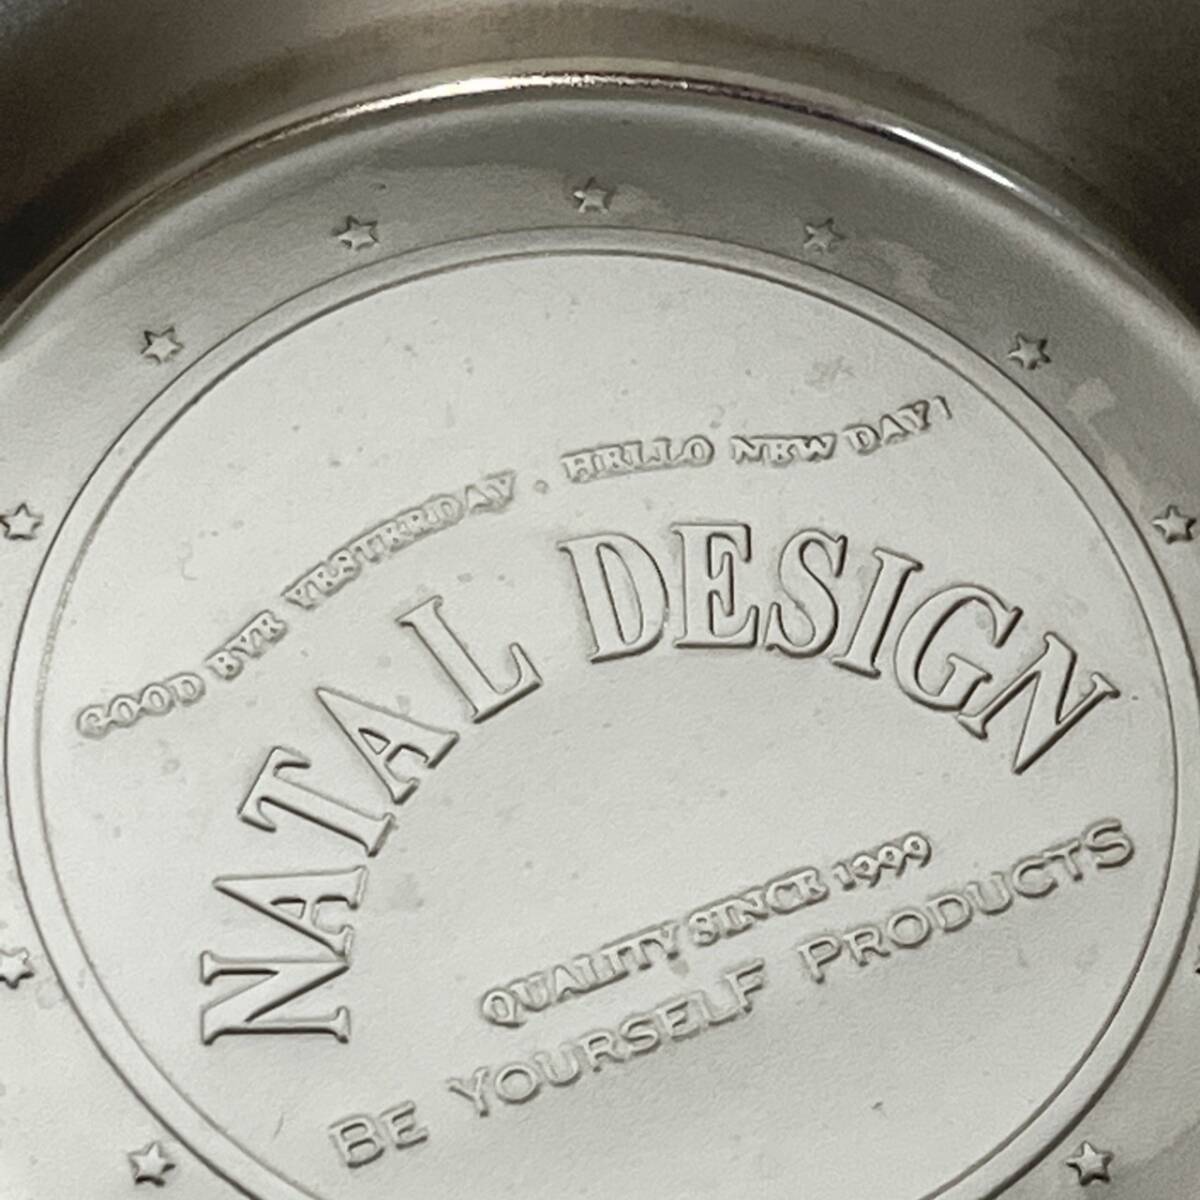 GOOD BYE YESTERDAY . HELLO NEW DAY!
NATAL DESIGN
QUALITY SINCE 1999
BE YOURSELF PRODUCTS